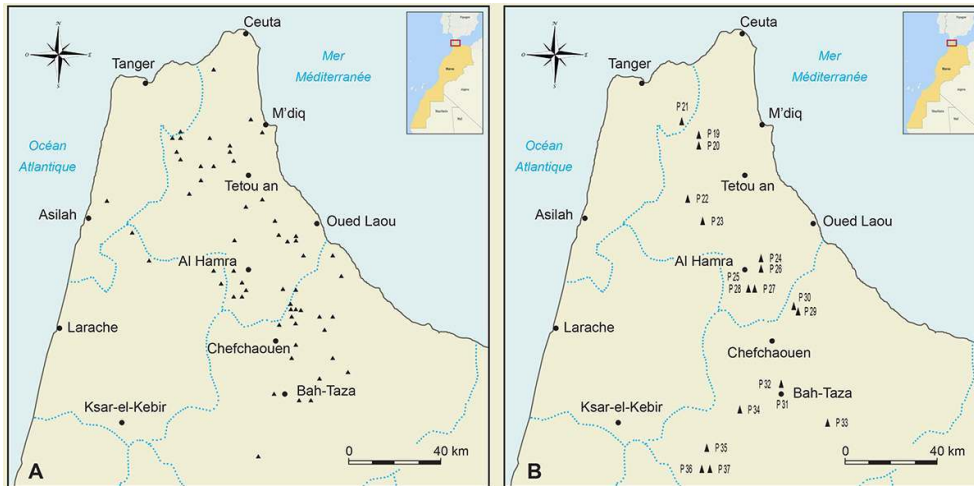 Ceuta
Tanger
Mer
Méditerranée
M'diq
Océan
Atlantique
Tetou an
Asilah
Oued Laou
Al Hamra
Larache
Chefchaouen
Bah-Taza
Ksar-el-Kebir
40 km
0
A
Ceuta
Tanger
Mer
Méditerranée
P 21
M'diq
P 19
P 20
Océan
Atlantique
Tetou an
P 22
Asilah
P 23
Oued Laou
P 24
Al Hamra
P 26
P 25
P 28
P 27
P 30
P 29
Larache
Chefchaouen
P 32
Bah-Taza
P 31
Ksar-el-Kebir
P 34
P 33
P 35
P 36
P 37
40 km
0
B